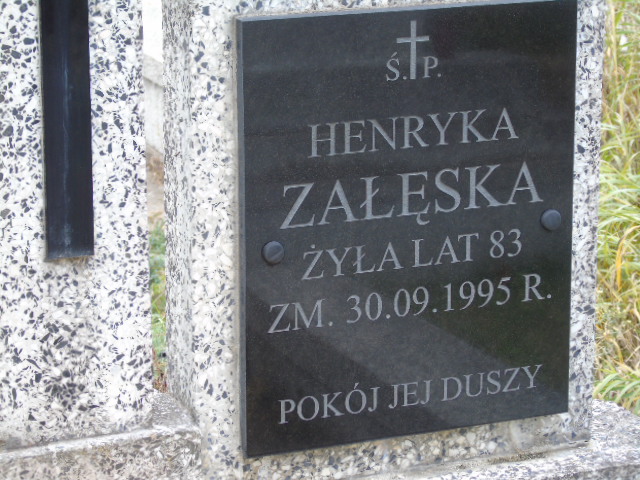 Ś.P.
HENRYKA
ZAŁĘSKA
ŻYŁA LAT 83
ZM. 30.09.1995 R.
POKÓJ JEJ DUSZY